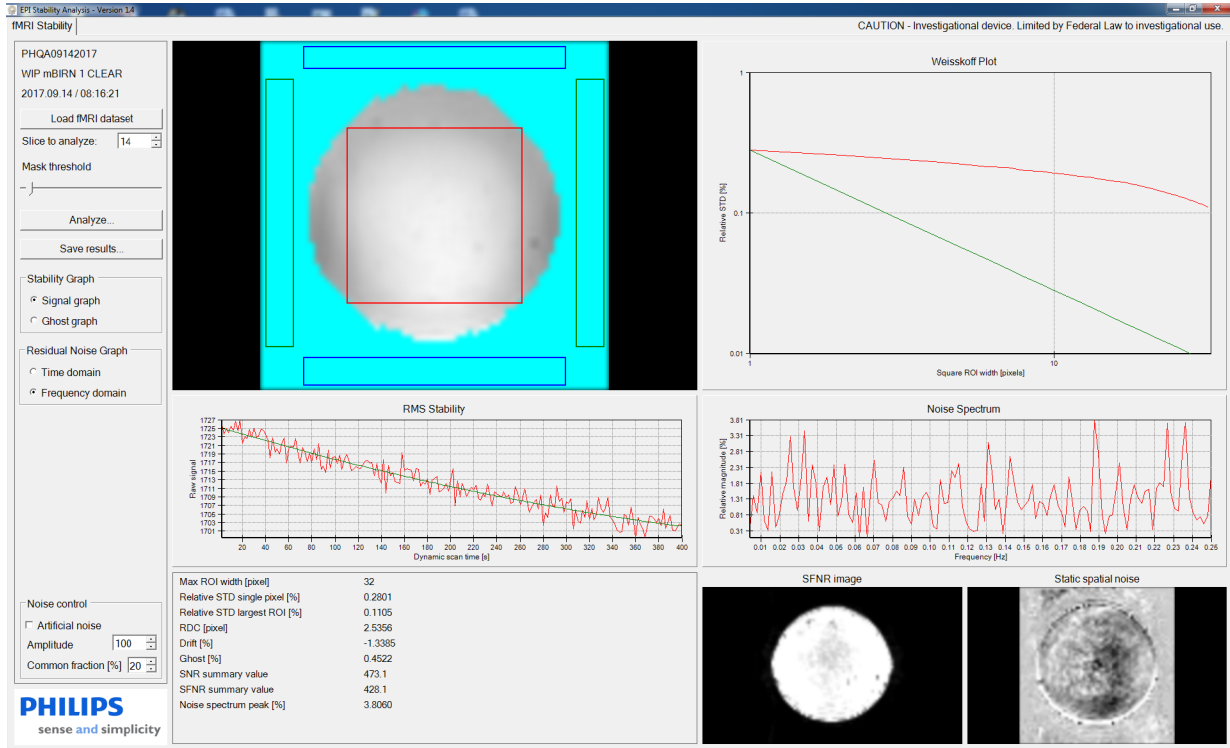 EPI Stability Analysis - Version 1.4
fMRI Stability
CAUTION - Investigational device. Limited by Federal Law to investigational use.
PHQA09142017
WIP mBIRN 1 CLEAR
2017.09.14 / 08:16:21
Load fMRI dataset
Slice to analyze: 14
Mask threshold
Analyze...
Save results...
Stability Graph
Signal graph
Ghost graph
Residual Noise Graph
Time domain
Frequency domain
Noise control
Artificial noise
Amplitude 100
Common fraction [%] 20
PHILIPS
sense and simplicity
Weisskoff Plot
Relative STD [%]
1
0.1
0.01
1 10
Square ROI width [pixels]
RMS Stability
Raw signal
1727
1725
1723
1721
1719
1717
1715
1713
1711
1709
1707
1705
1703
1701
20 40 60 80 100 120 140 160 180 200 220 240 260 280 300 320 340 360 380 400
Dynamic scan time [s]
Noise Spectrum
Relative magnitude [%]
3.81
3.31
2.81
2.31
1.81
1.31
0.81
0.31
0.01 0.02 0.03 0.04 0.05 0.06 0.07 0.08 0.09 0.10 0.11 0.12 0.13 0.14 0.15 0.16 0.17 0.18 0.19 0.20 0.21 0.22 0.23 0.24 0.25
Frequency [Hz]
Max ROI width [pixel] 32
Relative STD single pixel [%] 0.2801
Relative STD largest ROI [%] 0.1105
RDC [pixel] 2.5356
Drift [%] -1.3385
Ghost [%] 0.4522
SNR summary value 473.1
SFNR summary value 428.1
Noise spectrum peak [%] 3.8060
SFNR image
Static spatial noise